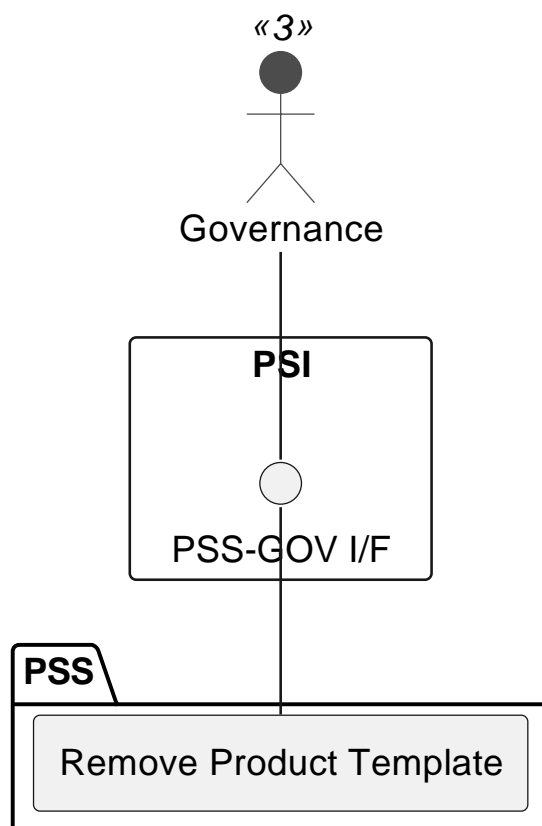 «3»
Governance
PSI
PSS-GOV I/F
PSS
Remove Product Template